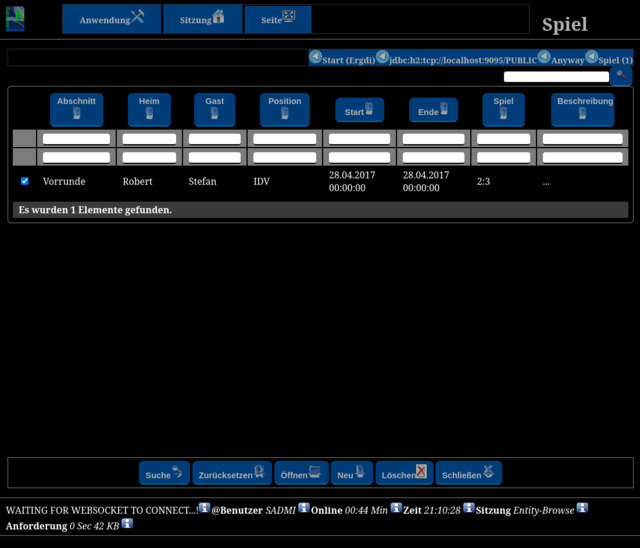 Anwendung Sitzung Seite Spiel
Start (Ergdi) jdbc:h2:tcp://localhost:9095/PUBLIC Anyway Spiel (1)
Abschnitt Heim Gast Position Start Ende Spiel Beschreibung
Vorrunde Robert Stefan IDV 28.04.2017 00:00:00 28.04.2017 00:00:00 2:3 ...
Es wurden 1 Elemente gefunden.
Suche Zurücksetzen Öffnen Neu Löschen Schließen
WAITING FOR WEBSOCKET TO CONNECT...! @Benutzer SADMI Online 00:44 Min Zeit 21:10:28 Sitzung Entity-Browse
Anforderung 0 Sec 42 KB